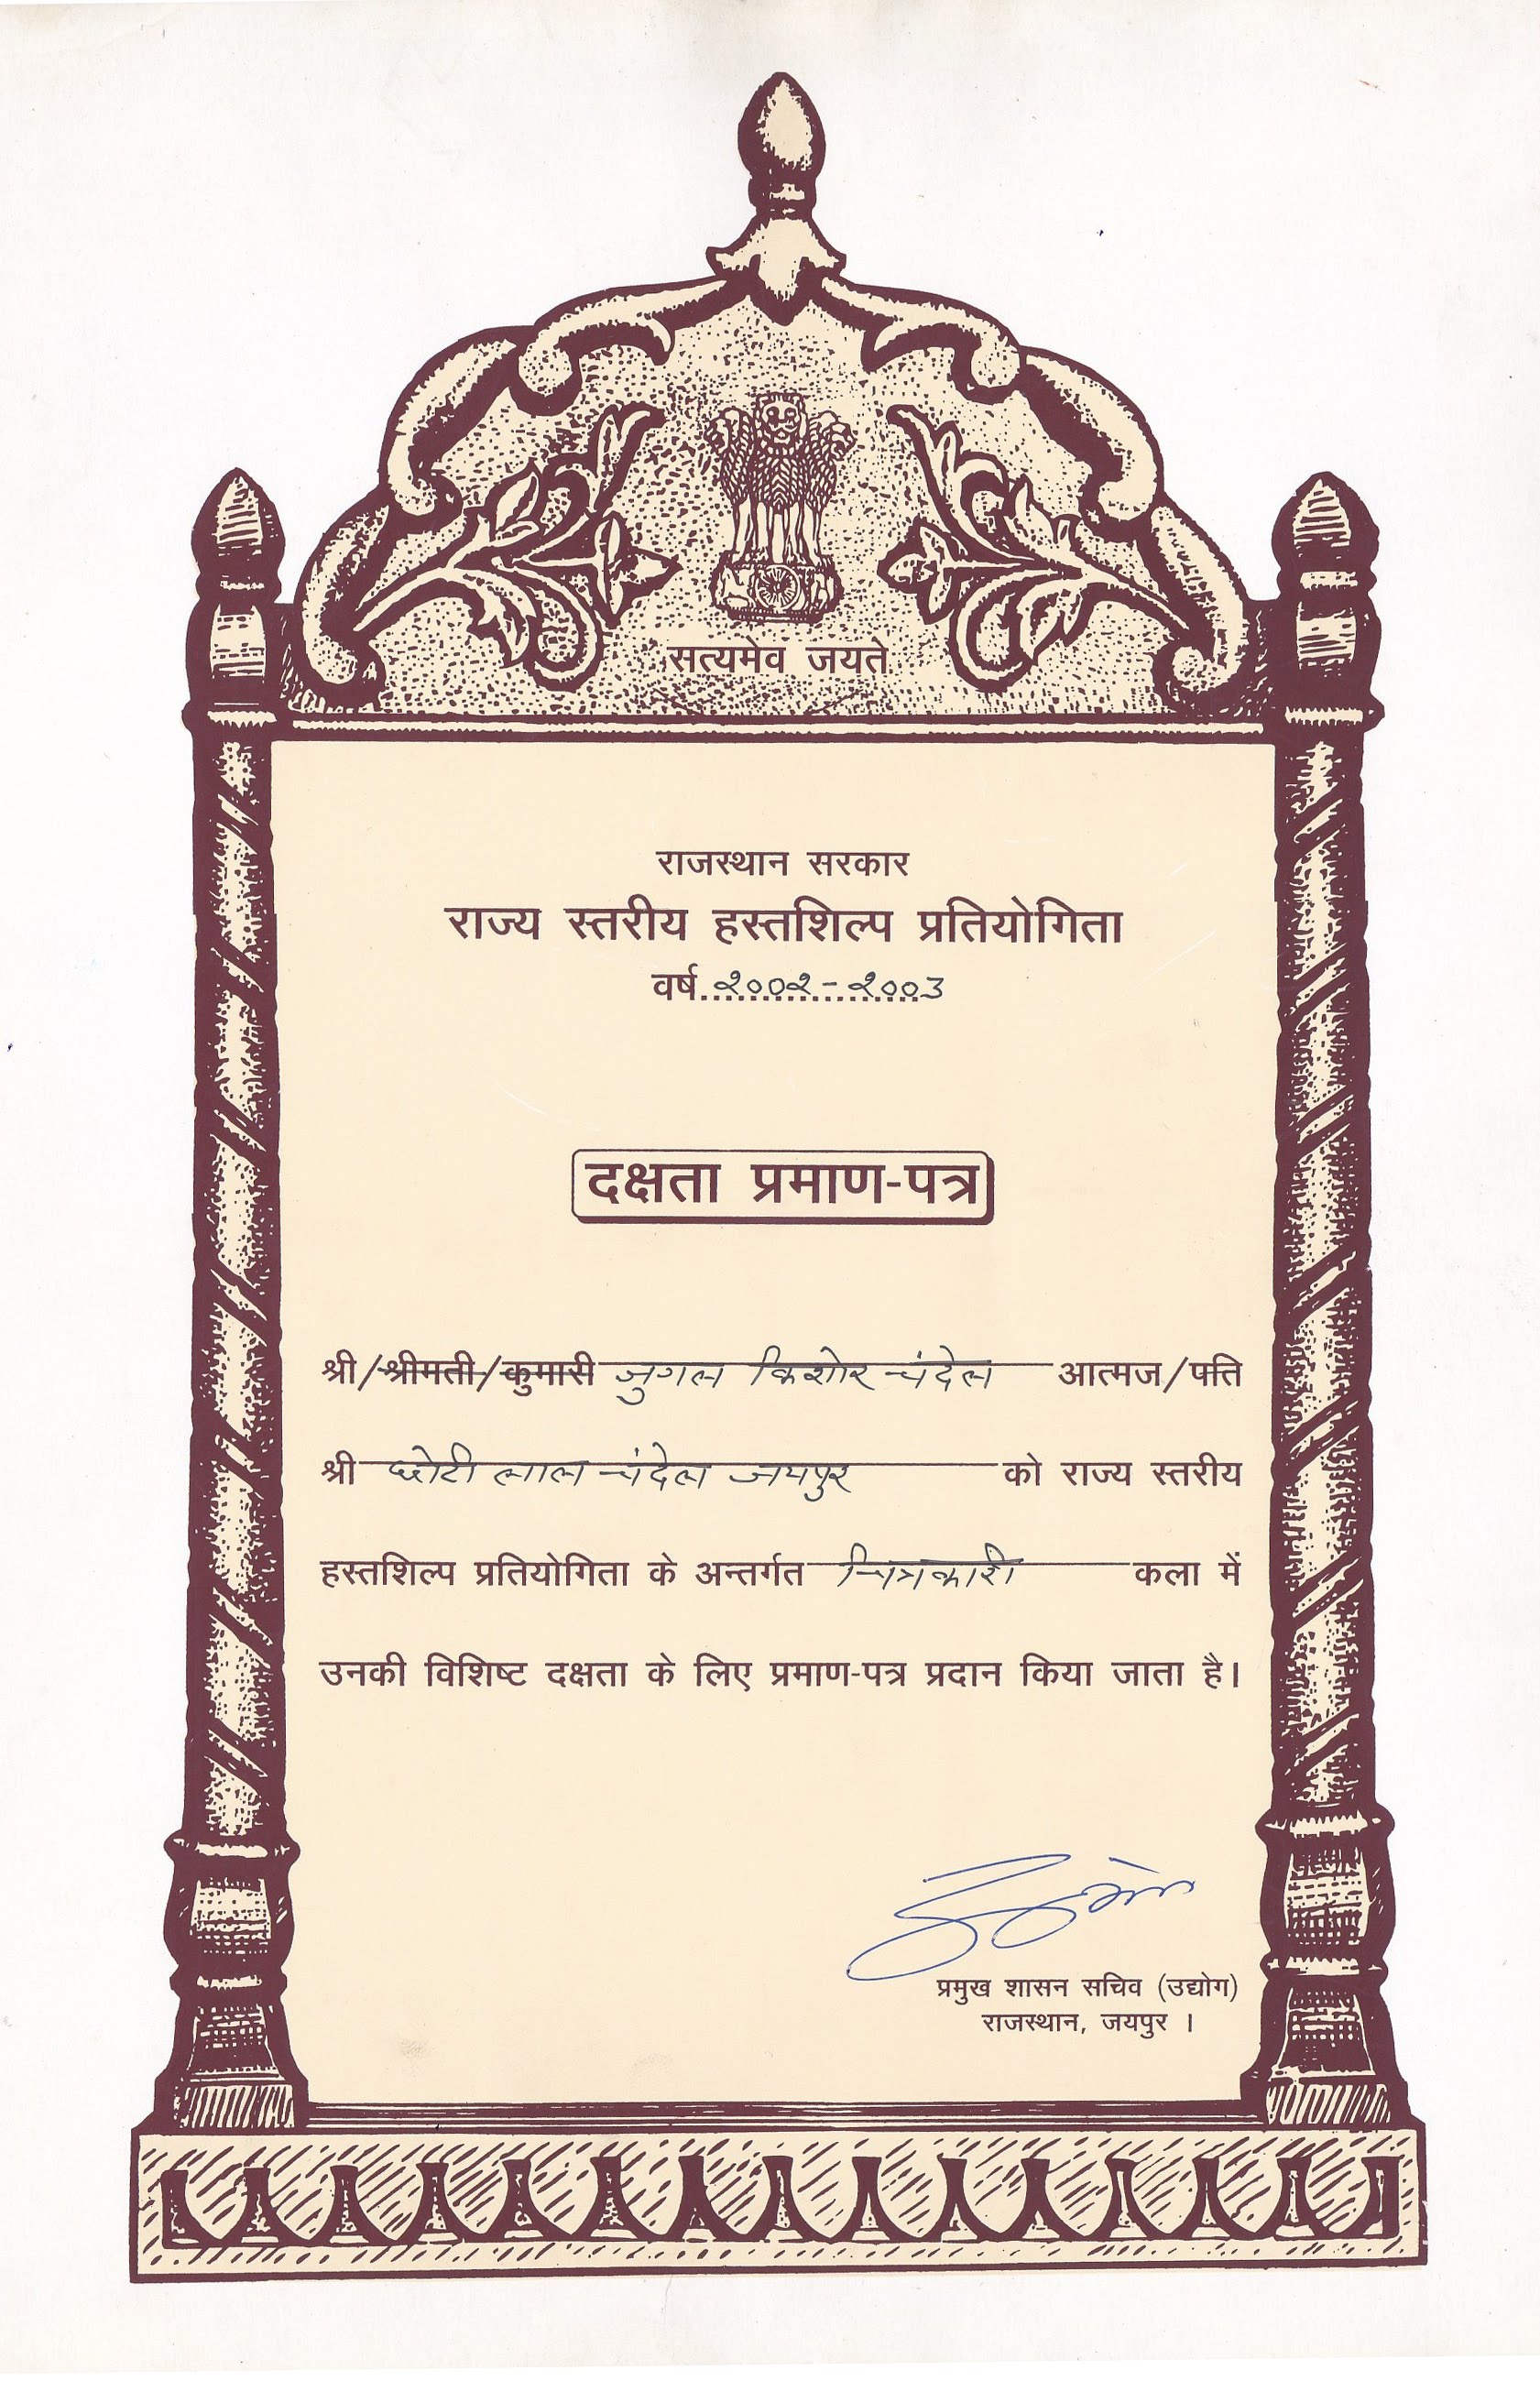 सत्यमेव जयते
राजस्थान सरकार
राज्य स्तरीय हस्तशिल्प प्रतियोगिता
वर्ष २००२-२००३
दक्षता प्रमाण-पत्र
श्री/श्रीमती/कुमारी जुगल किशोर चंदेल आत्मज/पति
श्री छोटी लाल चंदेल जयपुर को राज्य स्तरीय
हस्तशिल्प प्रतियोगिता के अन्तर्गत चित्रकारी कला में
उनकी विशिष्ट दक्षता के लिए प्रमाण-पत्र प्रदान किया जाता है।
प्रमुख शासन सचिव (उद्योग)
राजस्थान, जयपुर ।